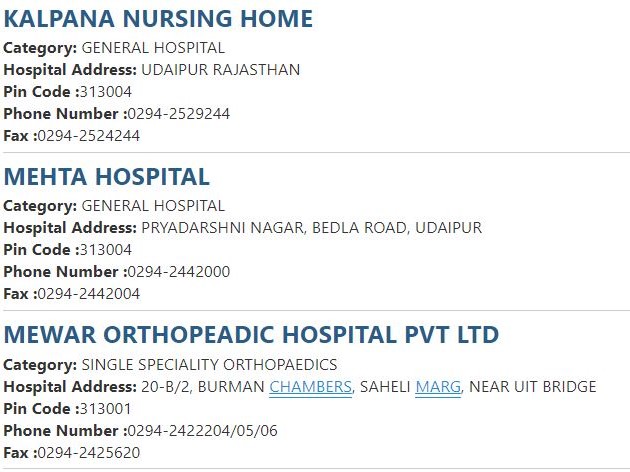 KALPANA NURSING HOME
Category: GENERAL HOSPITAL
Hospital Address: UDAIPUR RAJASTHAN
Pin Code :313004
Phone Number :0294-2529244
Fax :0294-2524244
MEHTA HOSPITAL
Category: GENERAL HOSPITAL
Hospital Address: PRYADARSHNI NAGAR, BEDLA ROAD, UDAIPUR
Pin Code :313004
Phone Number :0294-2442000
Fax :0294-2442004
MEWAR ORTHOPEADIC HOSPITAL PVT LTD
Category: SINGLE SPECIALITY ORTHOPAEDICS
Hospital Address: 20-B/2, BURMAN CHAMBERS, SAHELI MARG, NEAR UIT BRIDGE
Pin Code :313001
Phone Number :0294-2422204/05/06
Fax :0294-2425620